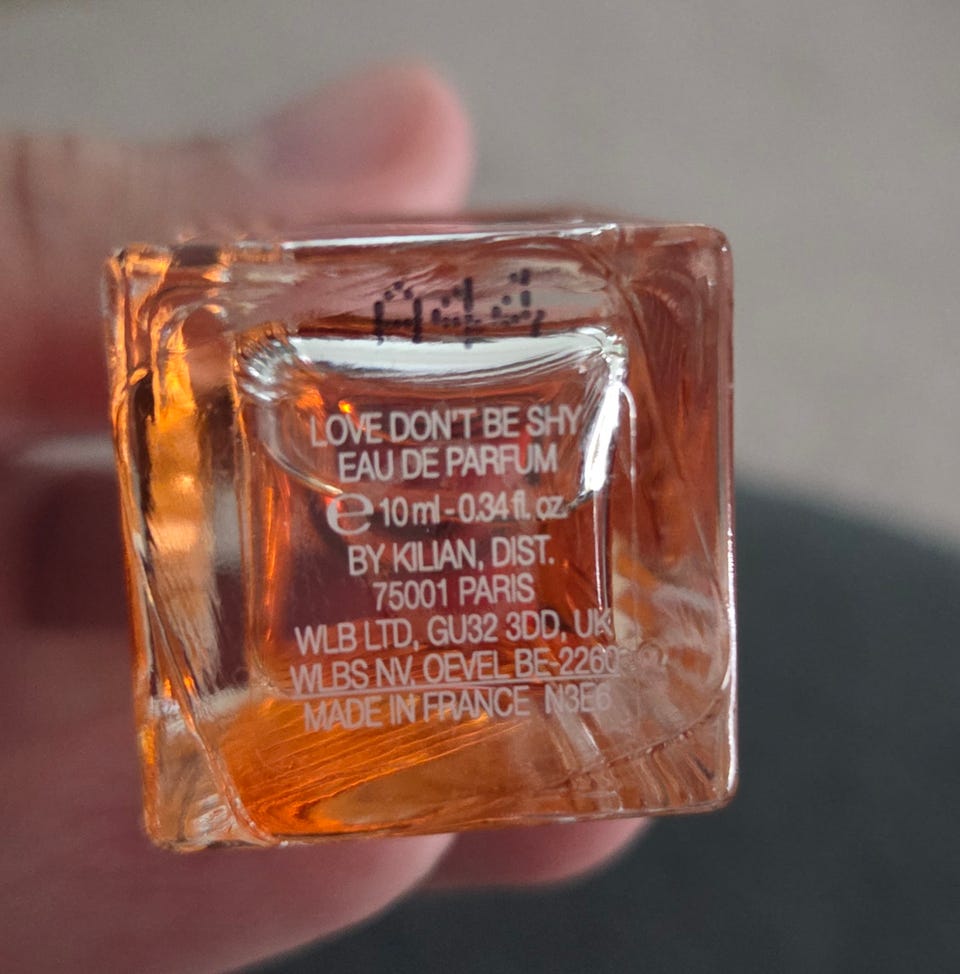 LOVE DON'T BE SHY
EAU DE PARFUM
℮ 10 ml - 0.34 fl. oz.
BY KILIAN, DIST.
75001 PARIS
WLB LTD, GU32 3DD, UK
WLBS NV, OEVEL BE-2260
MADE IN FRANCE N3E6